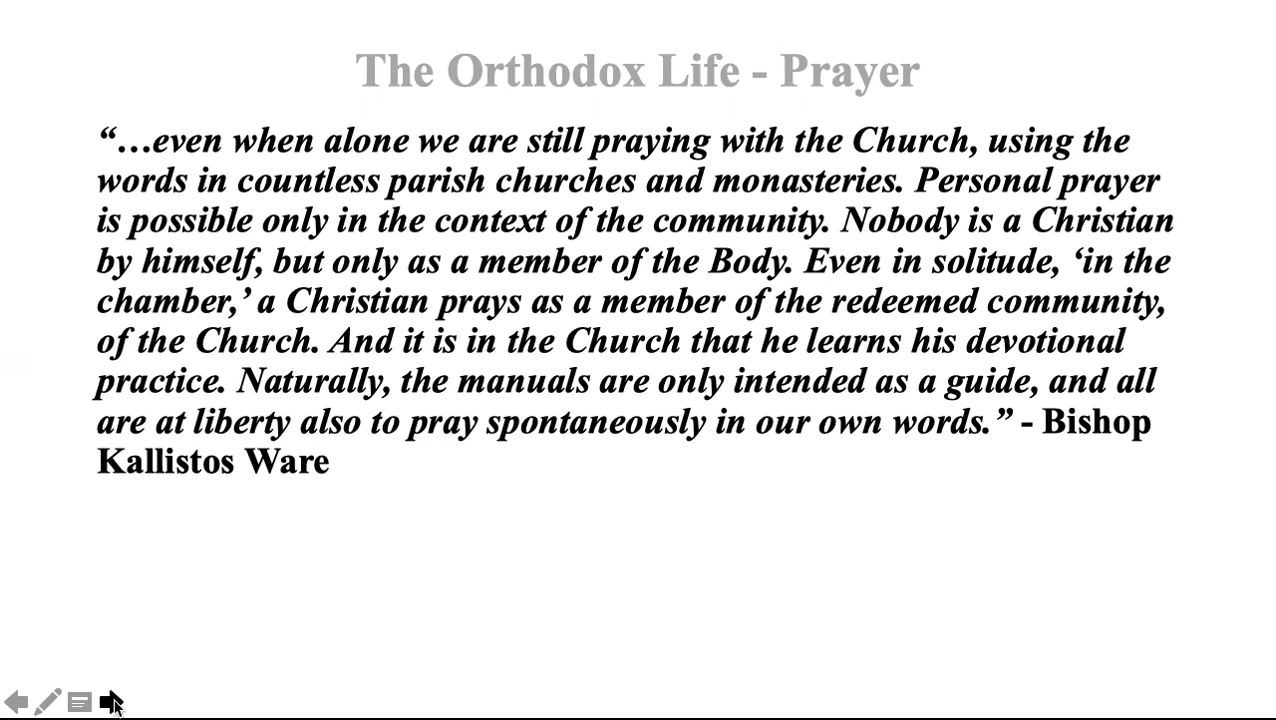 The Orthodox Life - Prayer
“…even when alone we are still praying with the Church, using the
words in countless parish churches and monasteries. Personal prayer
is possible only in the context of the community. Nobody is a Christian
by himself, but only as a member of the Body. Even in solitude, ‘in the
chamber,’ a Christian prays as a member of the redeemed community,
of the Church. And it is in the Church that he learns his devotional
practice. Naturally, the manuals are only intended as a guide, and all
are at liberty also to pray spontaneously in our own words.” - Bishop
Kallistos Ware